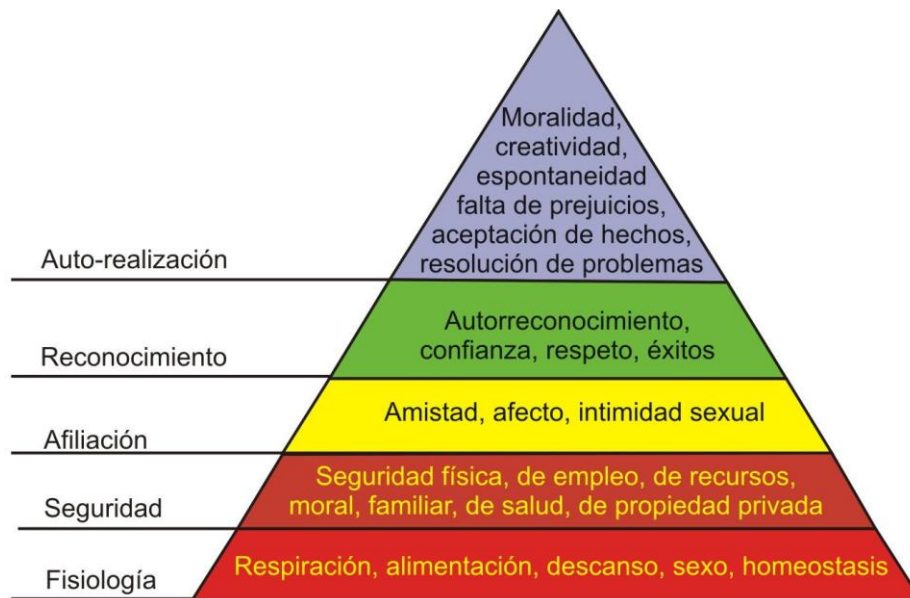 Moralidad,
creatividad,
espontaneidad
falta de prejuicios,
aceptación de hechos,
resolución de problemas
Auto-realización
Autorreconocimiento,
confianza, respeto, éxitos
Reconocimiento
Amistad, afecto, intimidad sexual
Afiliación
Seguridad física, de empleo, de recursos,
moral, familiar, de salud, de propiedad privada
Seguridad
Respiración, alimentación, descanso, sexo, homeostasis
Fisiología